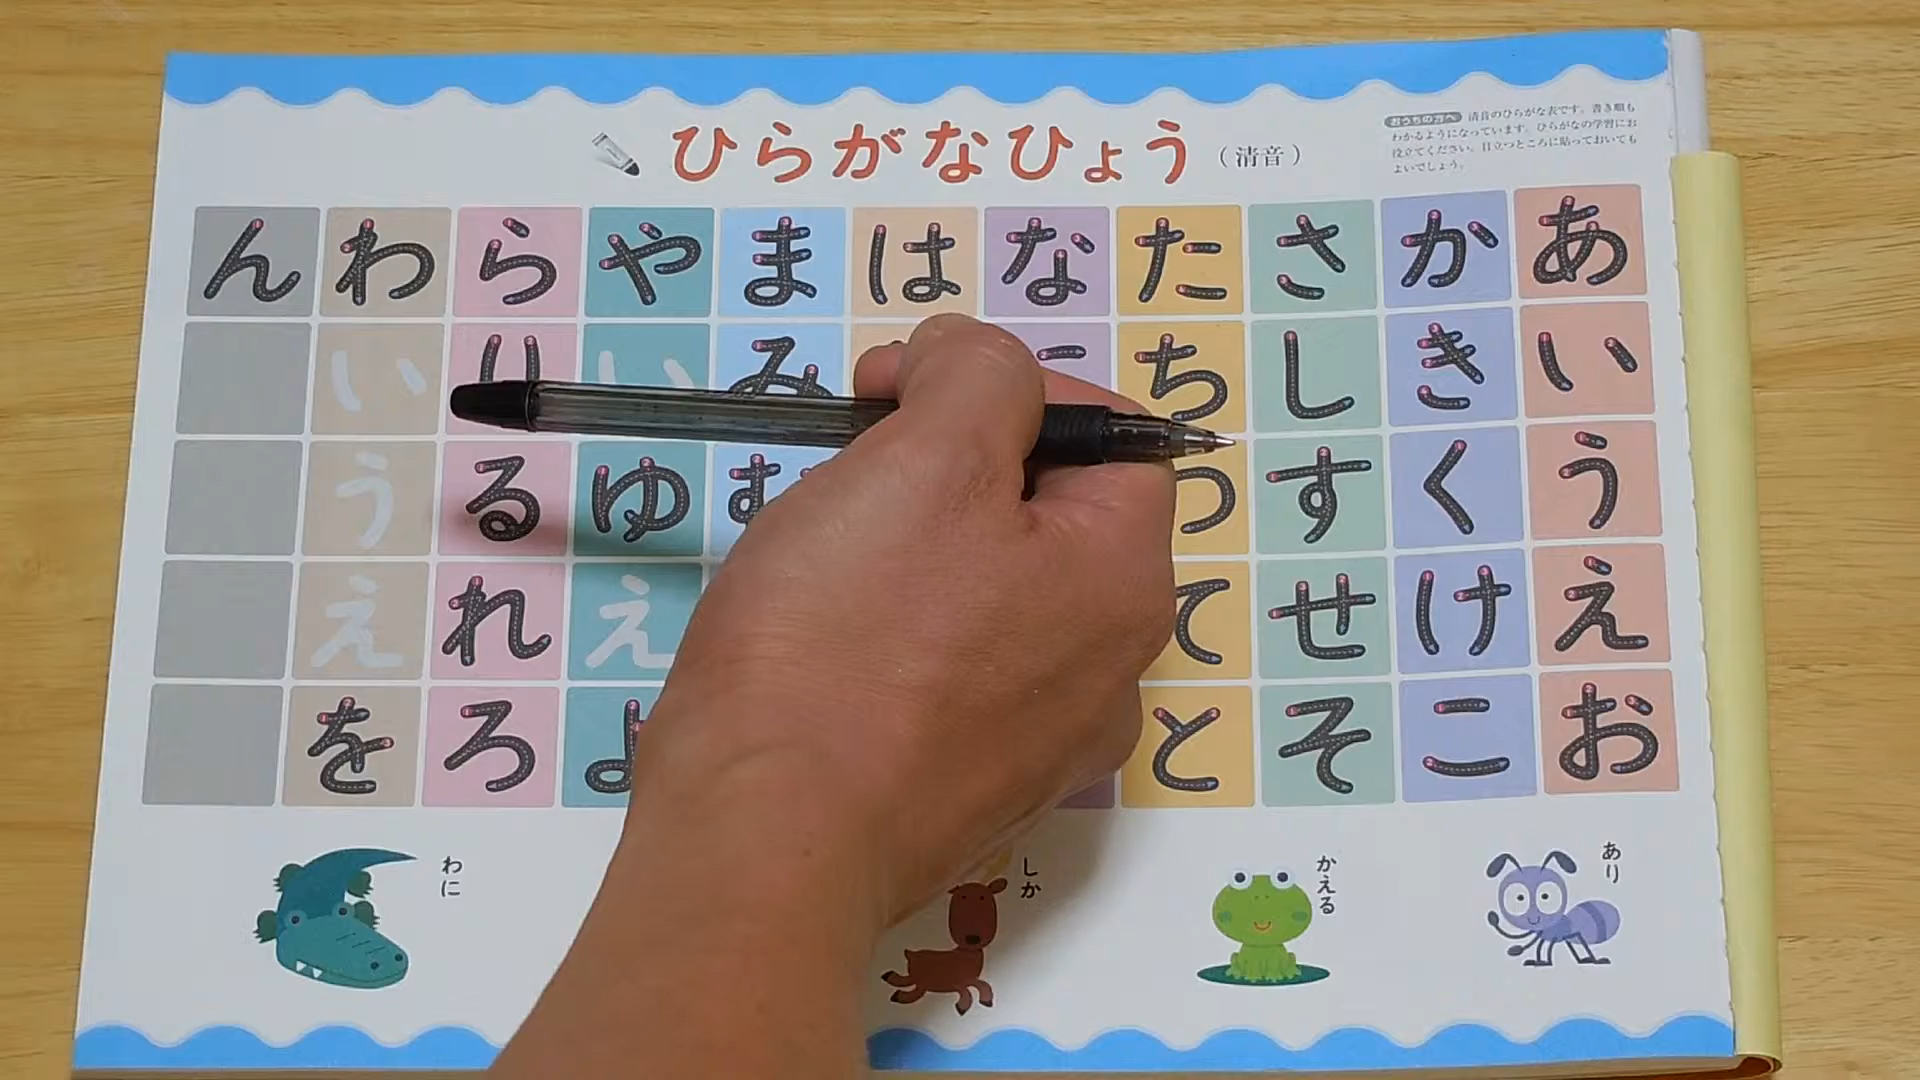 ひらがなひょう（清音）
おうちの方へ 清音のひらがな表です。書き順も
わかるようになっています。ひらがなの学習にお
役立てください。目立つところに貼っておいても
よいでしょう。
ん わ ら や ま は な た さ か あ
い り い み に ち し き い
う る ゆ む つ す く う
え れ え て せ け え
を ろ よ と そ こ お
わに
しか
かえる
あり